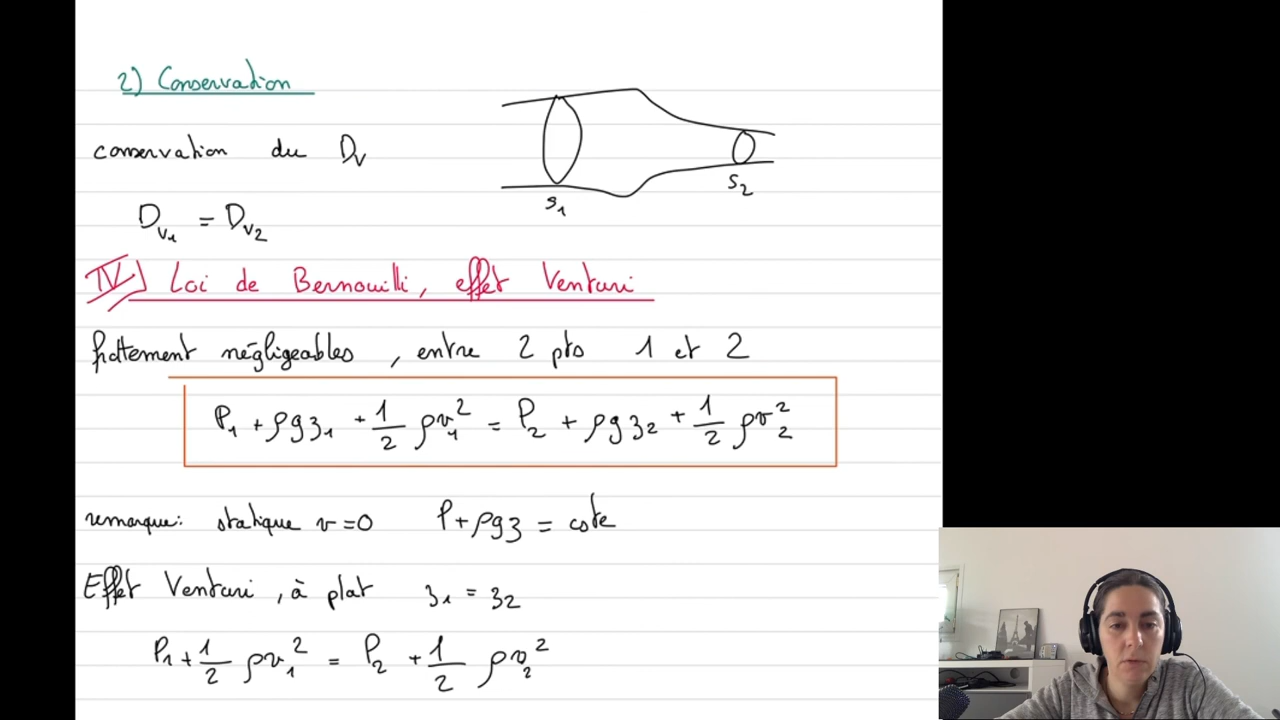 2) Conservation
conservation du Dv
S₁
S₂
Dv₁ = Dv₂
IV) Loi de Bernouilli, effet Venturi
frottement négligeables, entre 2 pts 1 et 2
P₁ + ρgz₁ + 1/2 ρv₁² = P₂ + ρgz₂ + 1/2 ρv₂²
remarque: statique v=0 P+ρgz = cste
Effet Venturi, à plat z₁ = z₂
P₁ + 1/2 ρv₁² = P₂ + 1/2 ρv₂²